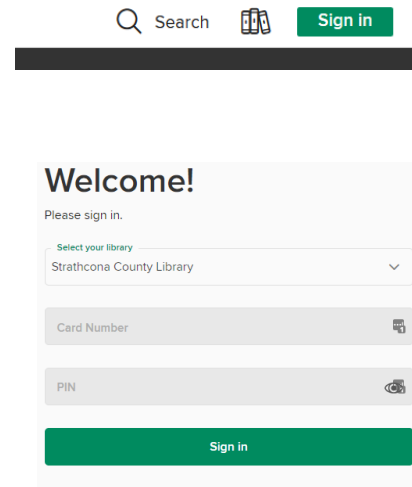 Search Sign in
Welcome!
Please sign in.
Select your library
Strathcona County Library
Card Number
PIN
Sign in